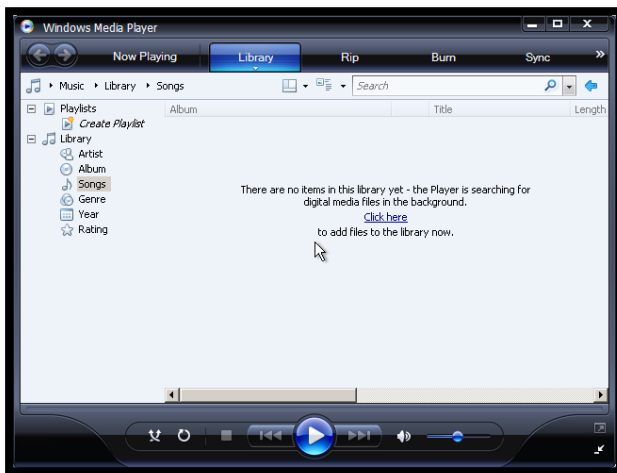 Windows Media Player
Now Playing Library Rip Burn Sync »
Music Library Songs Search
Playlists Album Title Length
Create Playlist
Library
Artist
Album
Songs
Genre
Year
Rating
There are no items in this library yet - the Player is searching for
digital media files in the background.
Click here
to add files to the library now.